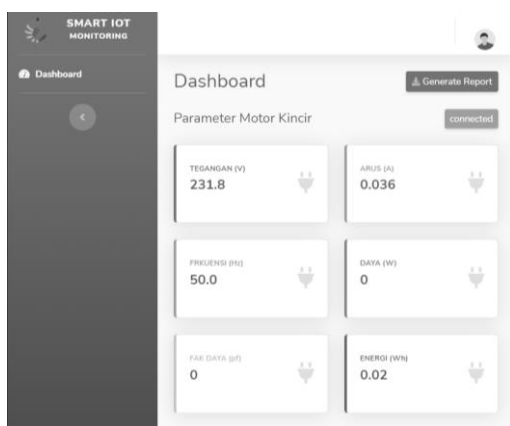 SMART IOT
MONITORING
Dashboard
Dashboard
Generate Report
Parameter Motor Kincir
connected
TEGANGAN (V)
231.8
ARUS (A)
0.036
FRKUENSI (Hz)
50.0
DAYA (W)
0
FAK DAYA (pf)
0
ENERGI (Wh)
0.02